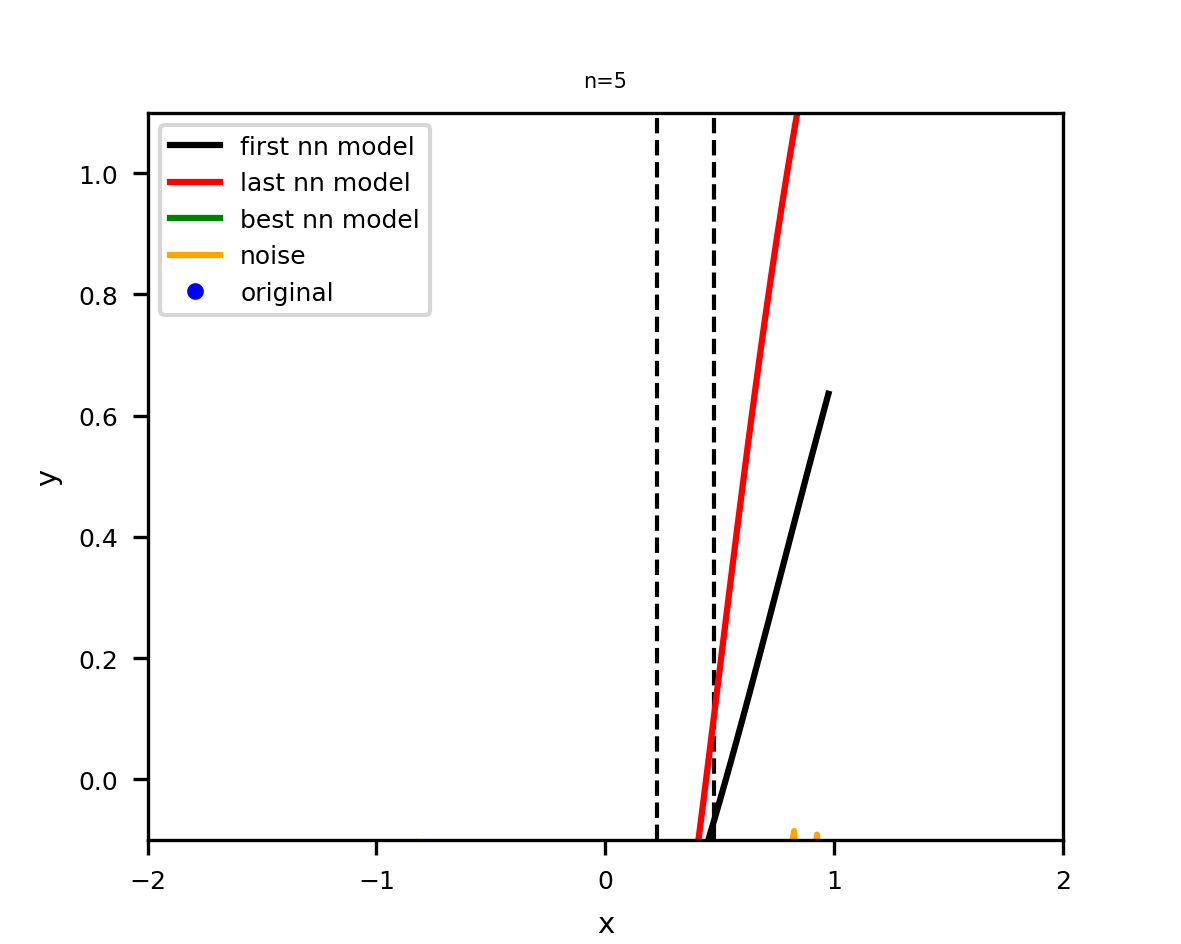 n=5
first nn model
last nn model
best nn model
noise
original
1.0
0.8
0.6
0.4
0.2
0.0
y
−2
−1
0
1
2
x